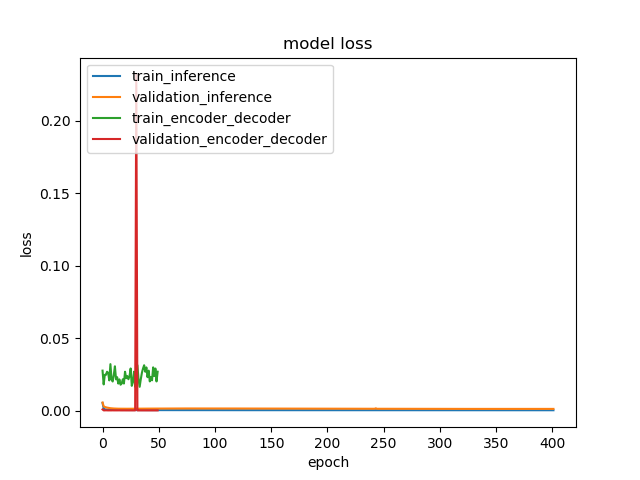 model loss
train_inference
validation_inference
train_encoder_decoder
validation_encoder_decoder
0.20
0.15
0.10
0.05
0.00
loss
0 50 100 150 200 250 300 350 400
epoch